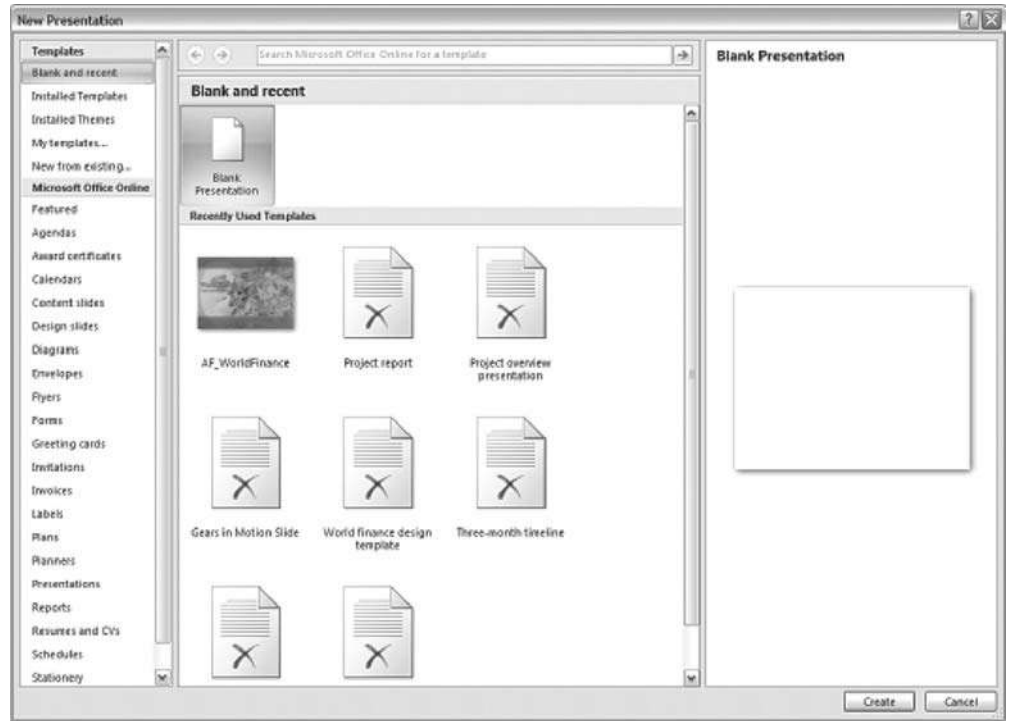 New Presentation
Templates
Blank and recent
Installed Templates
Installed Themes
My templates...
New from existing...
Microsoft Office Online
Featured
Agendas
Award certificates
Calendars
Content slides
Design slides
Diagrams
Envelopes
Flyers
Forms
Greeting cards
Invitations
Invoices
Labels
Plans
Planners
Presentations
Reports
Resumes and CVs
Schedules
Stationery
Search Microsoft Office Online for a template
Blank and recent
Blank
Presentation
Recently Used Templates
AF_WorldFinance
Project report
Project overview
presentation
Gears in Motion Slide
World finance design
template
Three-month timeline
Blank Presentation
Create
Cancel